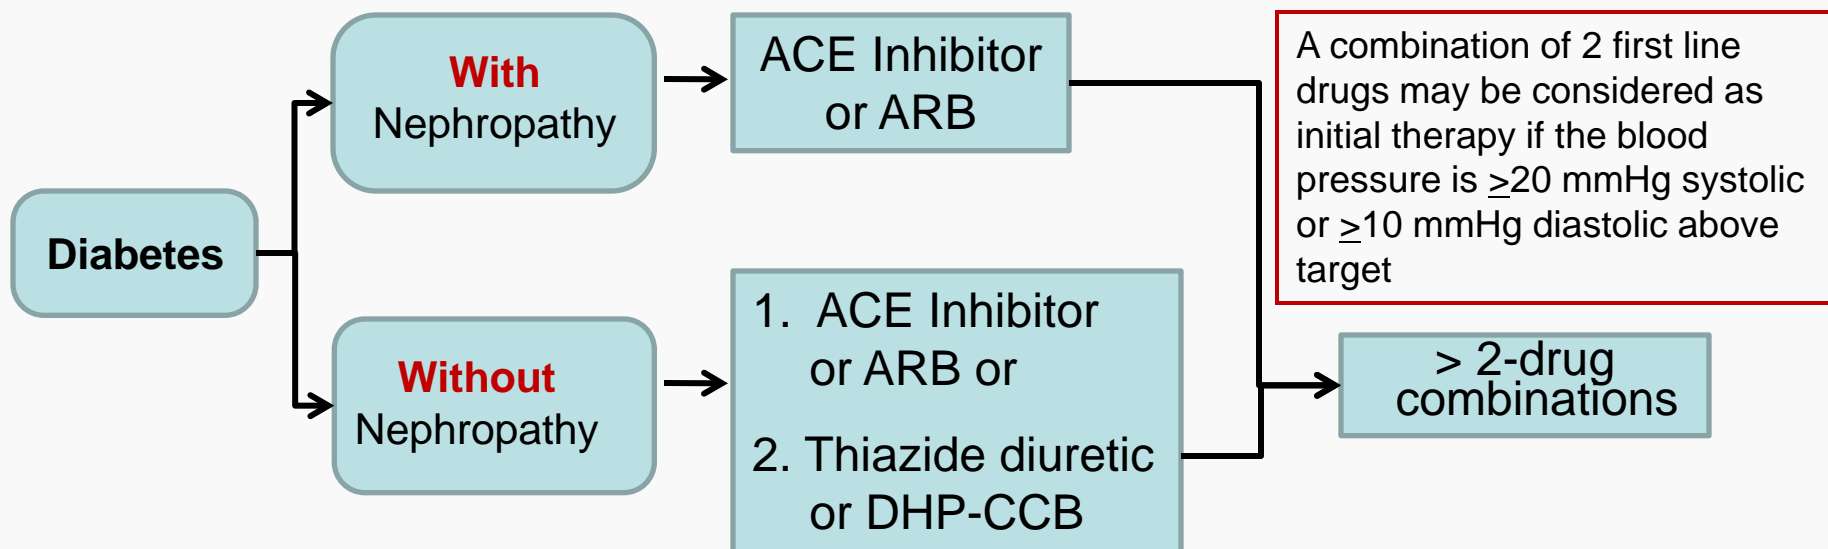 Diabetes
With
Nephropathy
ACE Inhibitor
or ARB
Without
Nephropathy
1. ACE Inhibitor
or ARB or
2. Thiazide diuretic
or DHP-CCB
A combination of 2 first line
drugs may be considered as
initial therapy if the blood
pressure is ≥20 mmHg systolic
or ≥10 mmHg diastolic above
target
> 2-drug
combinations